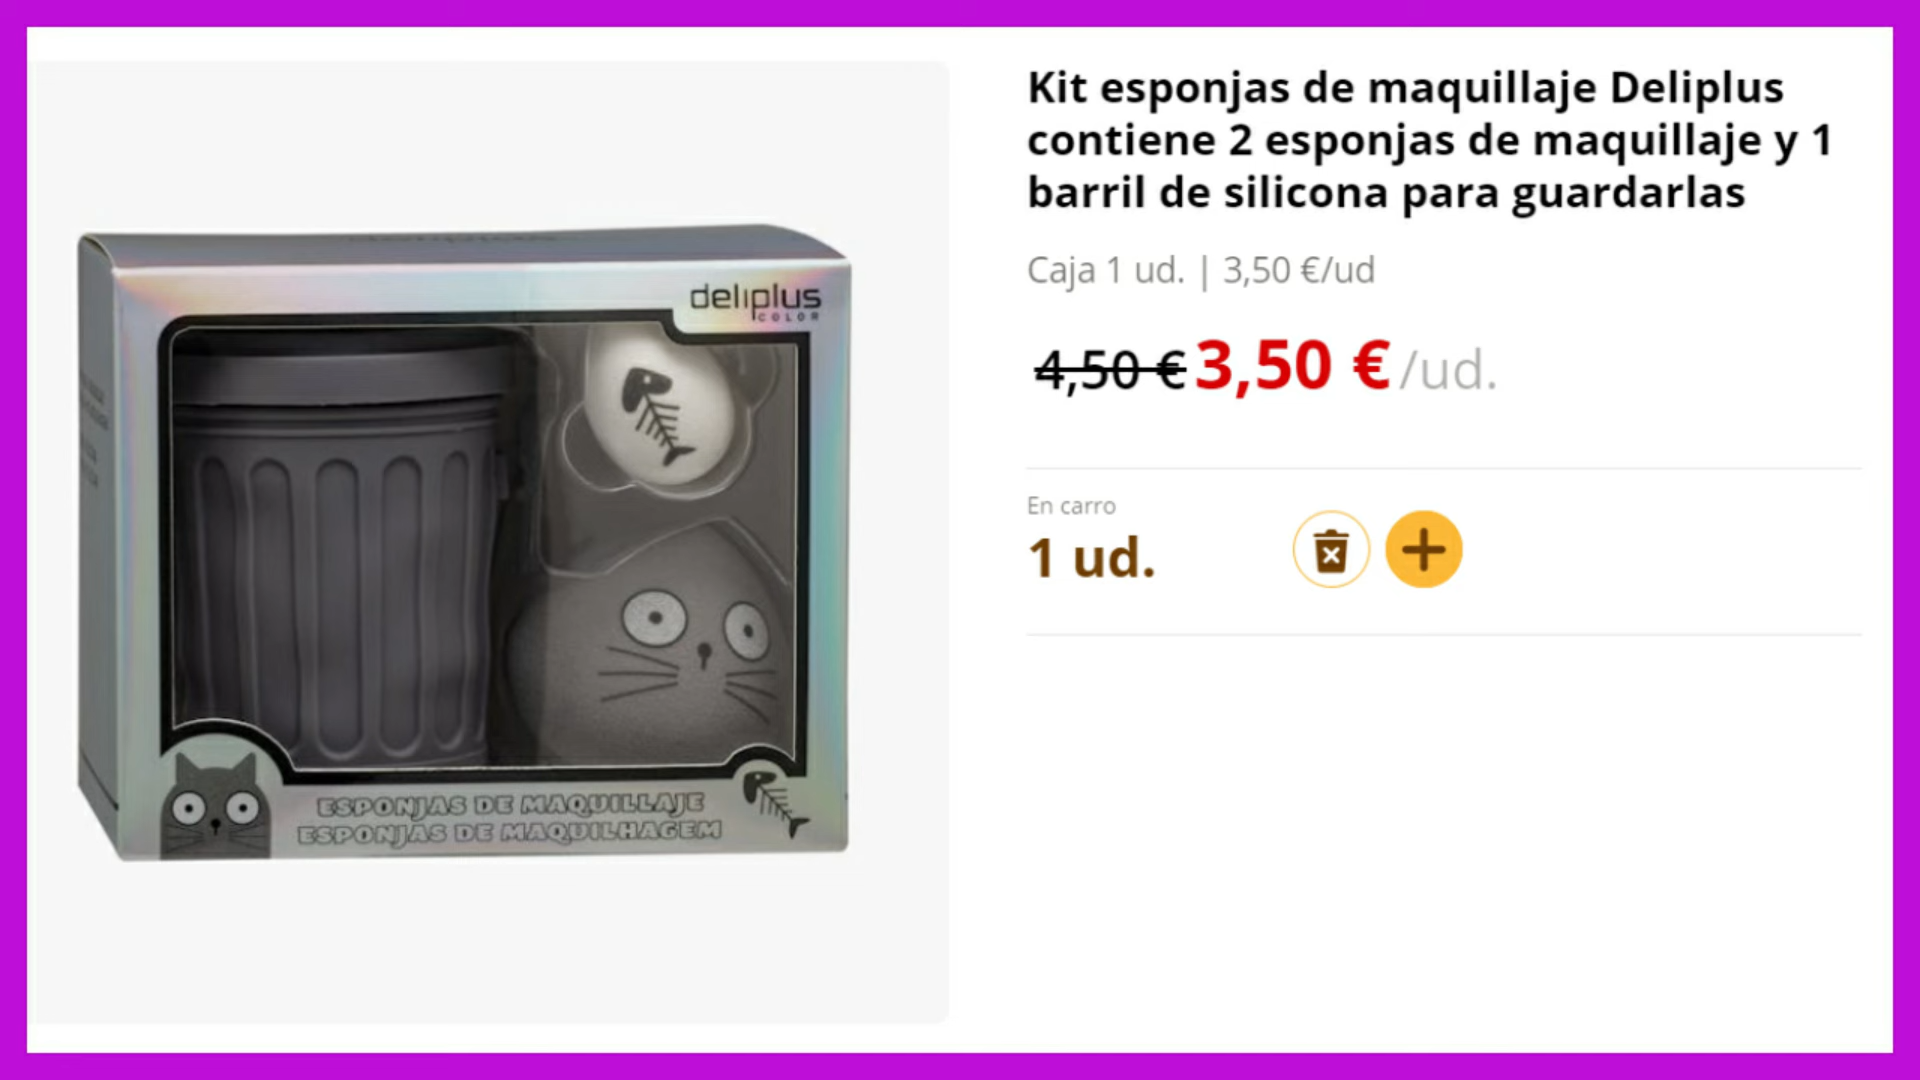 Kit esponjas de maquillaje Deliplus
contiene 2 esponjas de maquillaje y 1
barril de silicona para guardarlas
Caja 1 ud. | 3,50 €/ud
4,50 € 3,50 € /ud.
En carro
1 ud.
deliplus
COLOR
ESPONJAS DE MAQUILLAJE
ESPONJAS DE MAQUILHAGEM